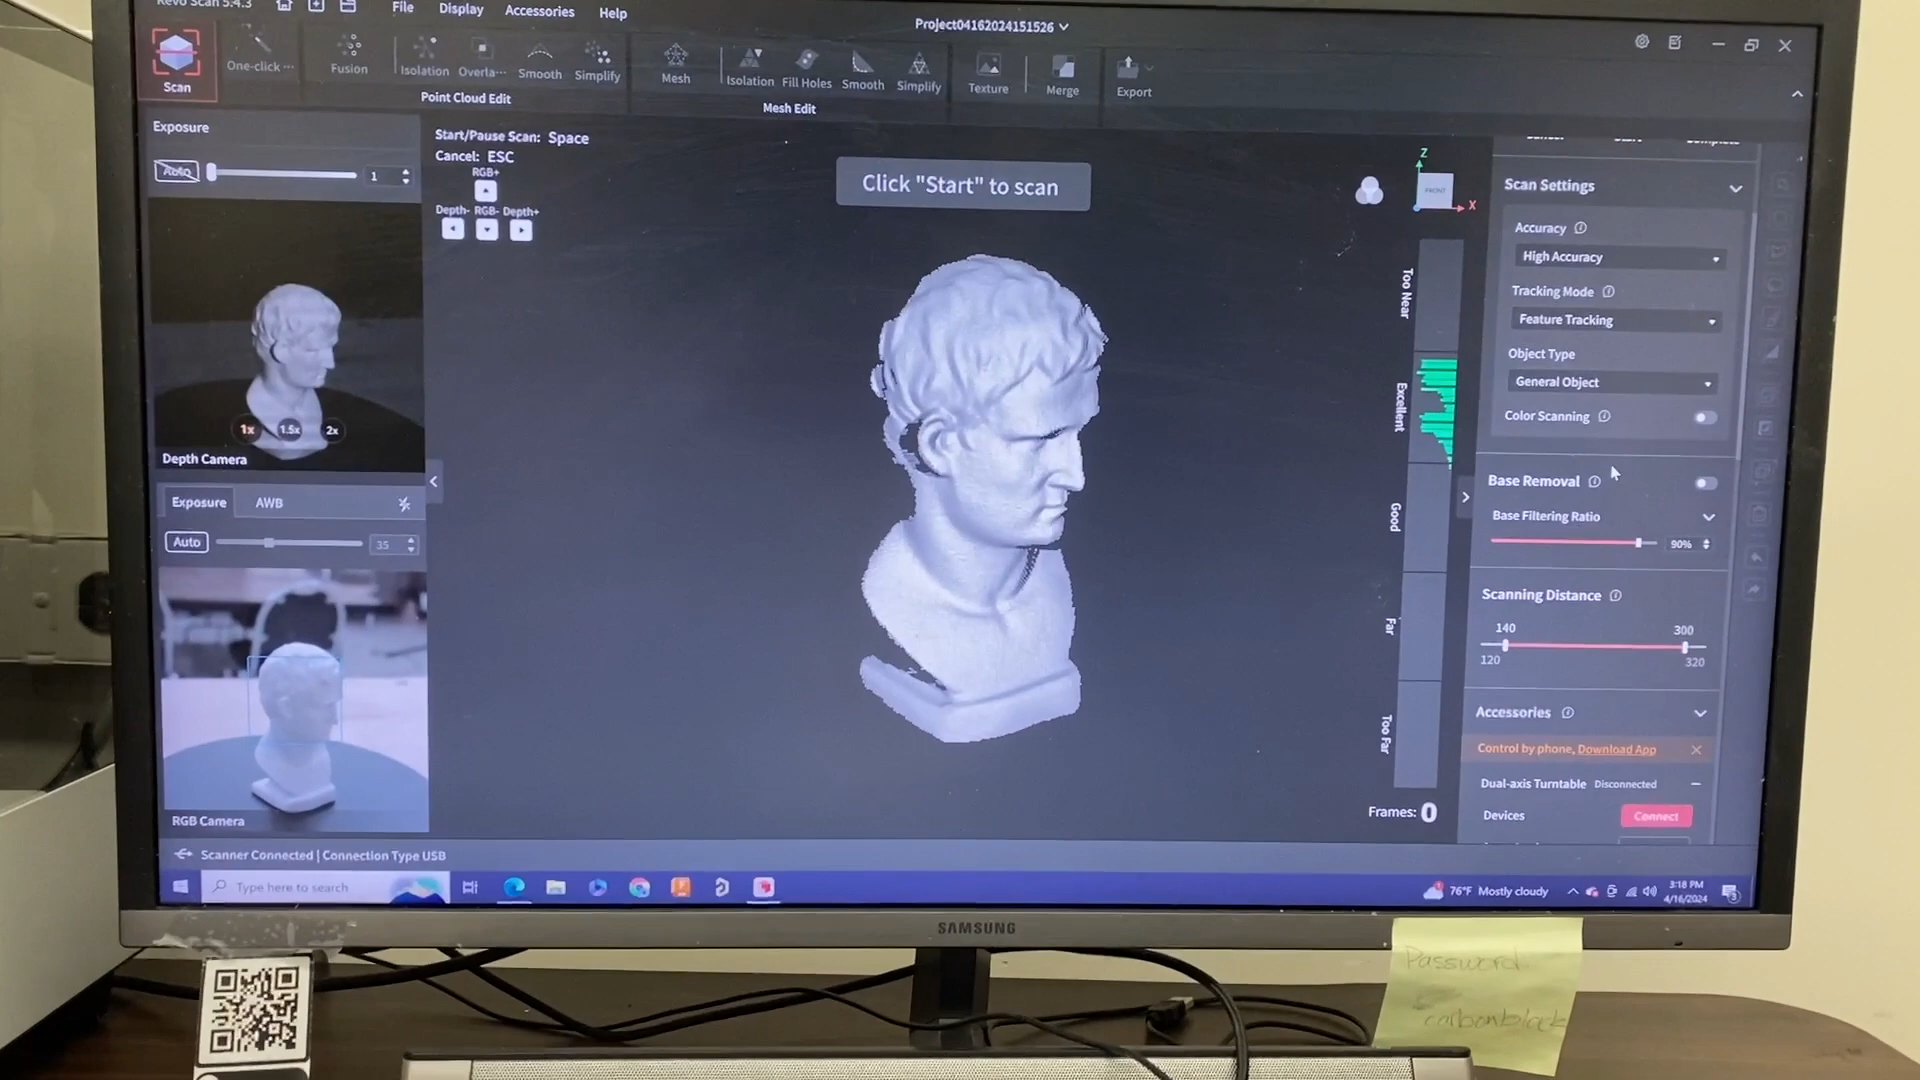 Revo Scan 5.4.3
File Display Accessories Help
Project04162024151526
Scan
One-click ···
Fusion
Isolation
Overla···
Smooth
Simplify
Point Cloud Edit
Mesh
Isolation
Fill Holes
Smooth
Simplify
Mesh Edit
Texture
Merge
Export
Exposure
Auto
1
1x
1.5x
2x
Depth Camera
Exposure
AWB
Auto
35
RGB Camera
Start/Pause Scan: Space
Cancel: ESC
RGB+
Depth- RGB- Depth+
Click "Start" to scan
Z
FRONT
X
Too Near
Excellent
Good
Far
Too Far
Frames: 0
Scan Settings
Accuracy
High Accuracy
Tracking Mode
Feature Tracking
Object Type
General Object
Color Scanning
Base Removal
Base Filtering Ratio
90%
Scanning Distance
140 300
120 320
Accessories
Control by phone, Download App
Dual-axis Turntable Disconnected
Devices
Connect
Scanner Connected | Connection Type USB
Type here to search
76°F Mostly cloudy
3:18 PM
4/16/2024
3
SAMSUNG
Password
carbonblock